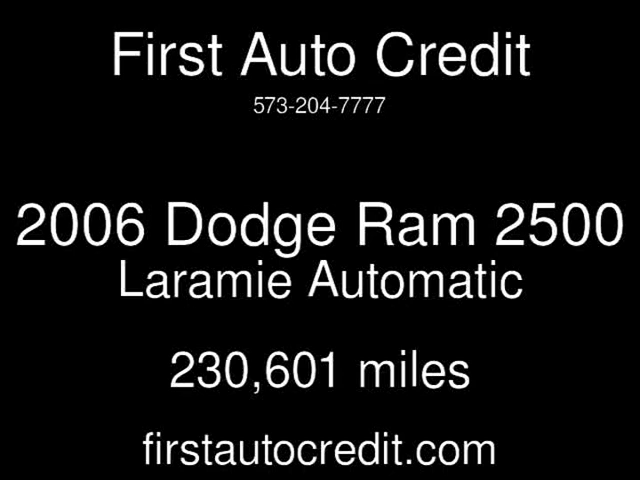 First Auto Credit
573-204-7777
2006 Dodge Ram 2500
Laramie Automatic
230,601 miles
firstautocredit.com